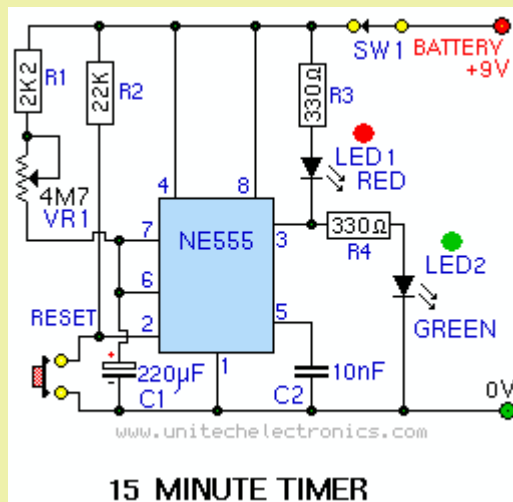 2K2
R1
22K
R2
330Ω
R3
SW1
BATTERY
+9V
LED1
RED
4M7
VR1
4
8
7
NE555
3
330Ω
R4
LED2
6
5
GREEN
RESET
2
1
+
220µF
-
C1
10nF
C2
0V
www.unitechelectronics.com
15 MINUTE TIMER